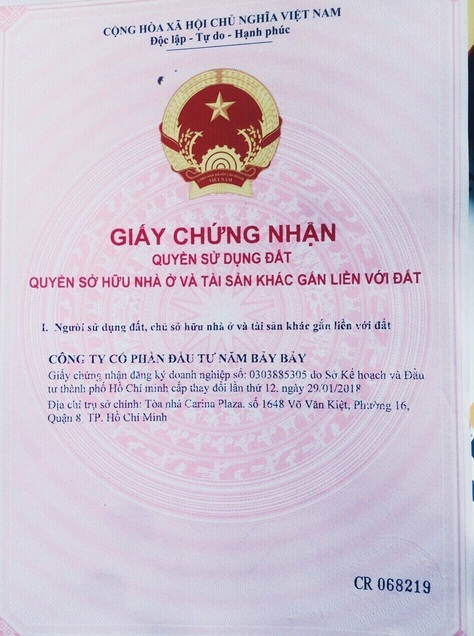 CỘNG HÒA XÃ HỘI CHỦ NGHĨA VIỆT NAM
Độc lập - Tự do - Hạnh phúc
VIỆT NAM
GIẤY CHỨNG NHẬN
QUYỀN SỬ DỤNG ĐẤT
QUYỀN SỞ HỮU NHÀ Ở VÀ TÀI SẢN KHÁC GẮN LIỀN VỚI ĐẤT
I. Người sử dụng đất, chủ sở hữu nhà ở và tài sản khác gắn liền với đất
CÔNG TY CỔ PHẦN ĐẦU TƯ NĂM BẢY BẢY
Giấy chứng nhận đăng ký doanh nghiệp số: 0303885305 do Sở Kế hoạch và Đầu
tư thành phố Hồ Chí minh cấp thay đổi lần thứ 12, ngày 29/01/2018
Địa chỉ trụ sở chính: Tòa nhà Carina Plaza. số 1648 Võ Văn Kiệt, Phường 16,
Quận 8 TP. Hồ Chí Minh
CR 068219